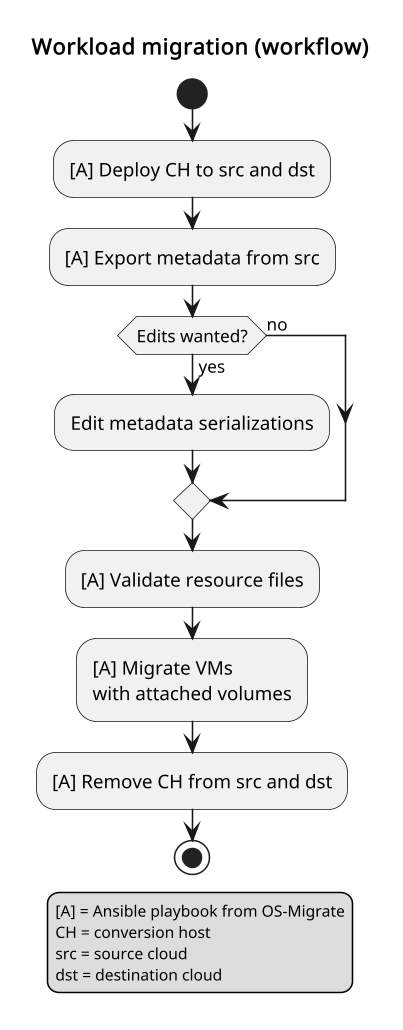 Workload migration (workflow)
[A] Deploy CH to src and dst
[A] Export metadata from src
Edits wanted?
no
yes
Edit metadata serializations
[A] Validate resource files
[A] Migrate VMs
with attached volumes
[A] Remove CH from src and dst
[A] = Ansible playbook from OS-Migrate
CH = conversion host
src = source cloud
dst = destination cloud